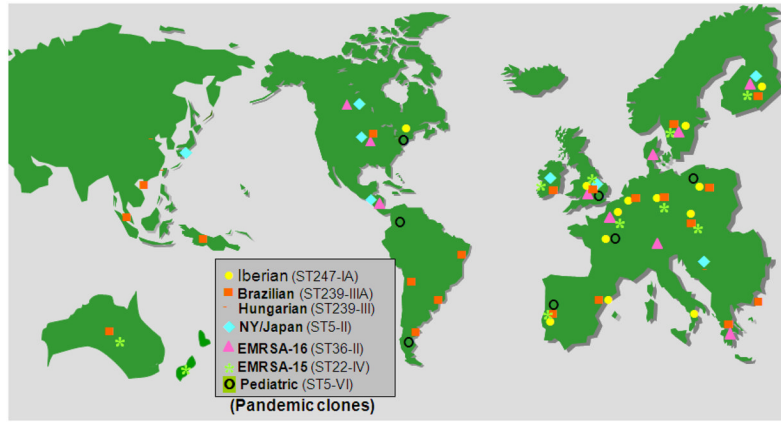 Iberian (ST247-IA)
Brazilian (ST239-IIIA)
Hungarian (ST239-III)
NY/Japan (ST5-II)
EMRSA-16 (ST36-II)
EMRSA-15 (ST22-IV)
Pediatric (ST5-VI)
(Pandemic clones)